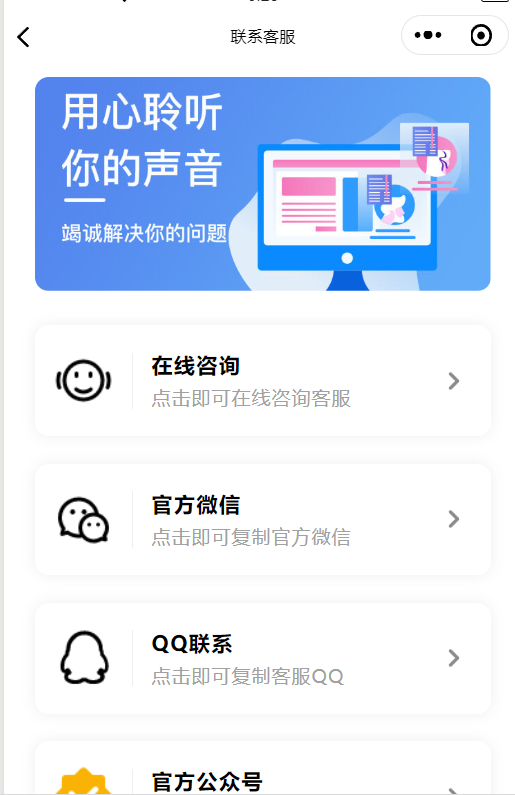 联系客服
用心聆听
你的声音
竭诚解决你的问题
在线咨询
点击即可在线咨询客服
官方微信
点击即可复制官方微信
QQ联系
点击即可复制客服QQ
官方公众号